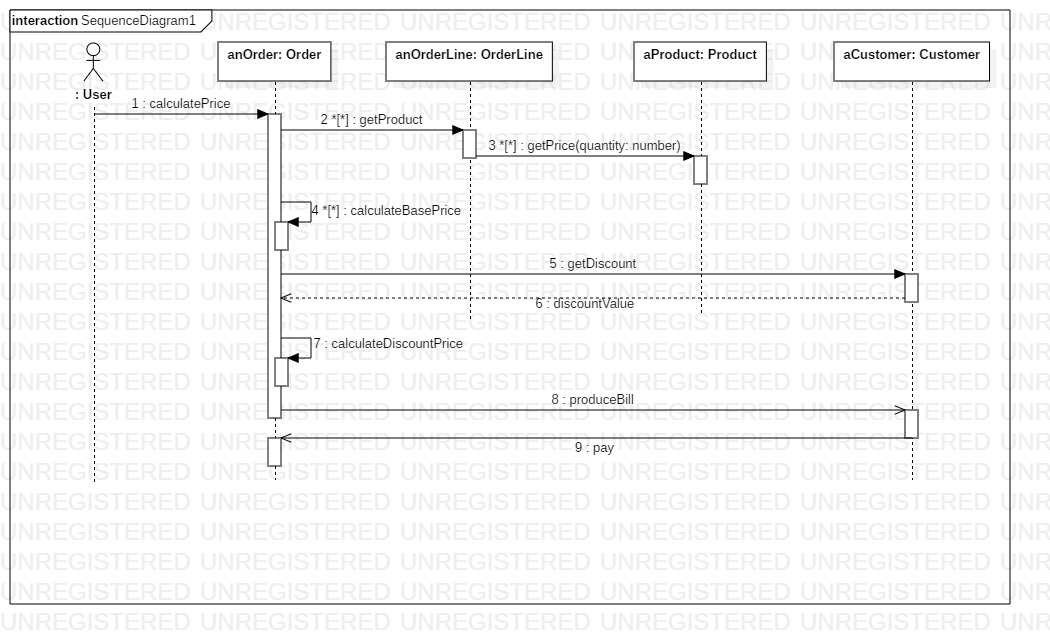 interaction SequenceDiagram1
anOrder: Order
anOrderLine: OrderLine
aProduct: Product
aCustomer: Customer
: User
1 : calculatePrice
2 *[*] : getProduct
3 *[*] : getPrice(quantity: number)
4 *[*] : calculateBasePrice
5 : getDiscount
6 : discountValue
7 : calculateDiscountPrice
8 : produceBill
9 : pay
UNREGISTERED UNREGISTERED UNREGISTERED UNREGISTERED UNREGISTERED UNR